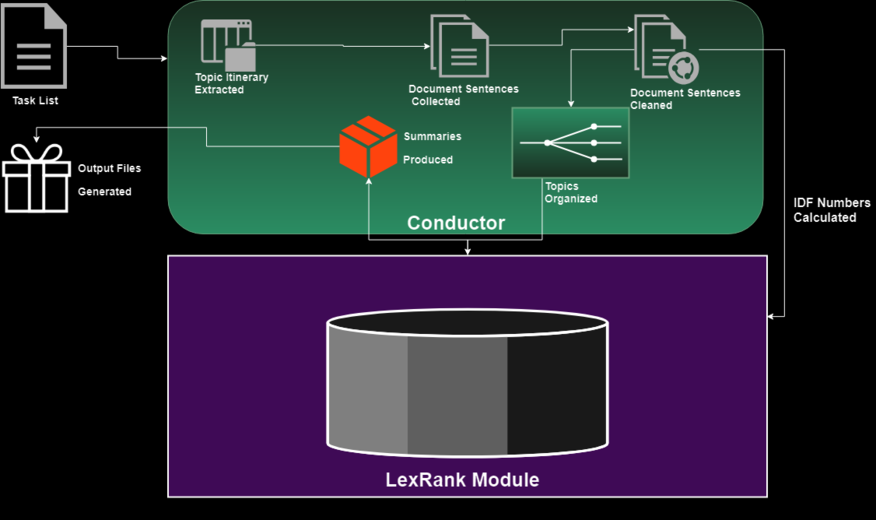 Task List
Topic Itinerary
Extracted
Document Sentences
Collected
Document Sentences
Cleaned
Summaries
Produced
Topics
Organized
Output Files
Generated
Conductor
IDF Numbers
Calculated
LexRank Module